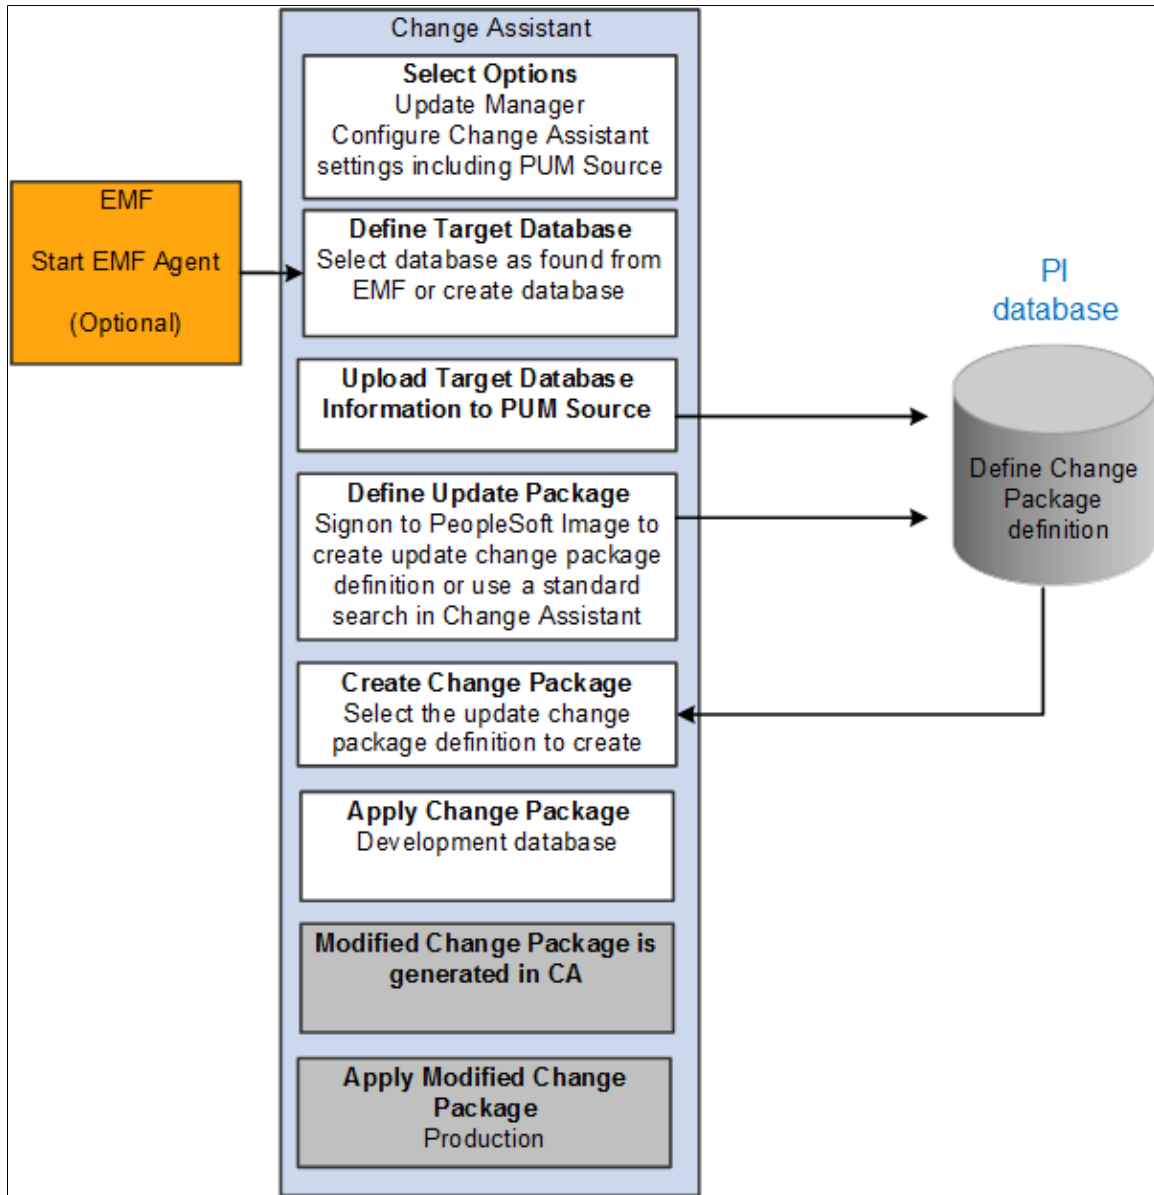 Change Assistant
Select Options
Update Manager
Configure Change Assistant
settings including PUM Source
EMF
Start EMF Agent
(Optional)
Define Target Database
Select database as found from
EMF or create database
PI
database
Upload Target Database
Information to PUM Source
Define Change
Package
definition
Define Update Package
Signon to PeopleSoft Image to
create update change package
definition or use a standard
search in Change Assistant
Create Change Package
Select the update change
package definition to create
Apply Change Package
Development database
Modified Change Package is
generated in CA
Apply Modified Change
Package
Production